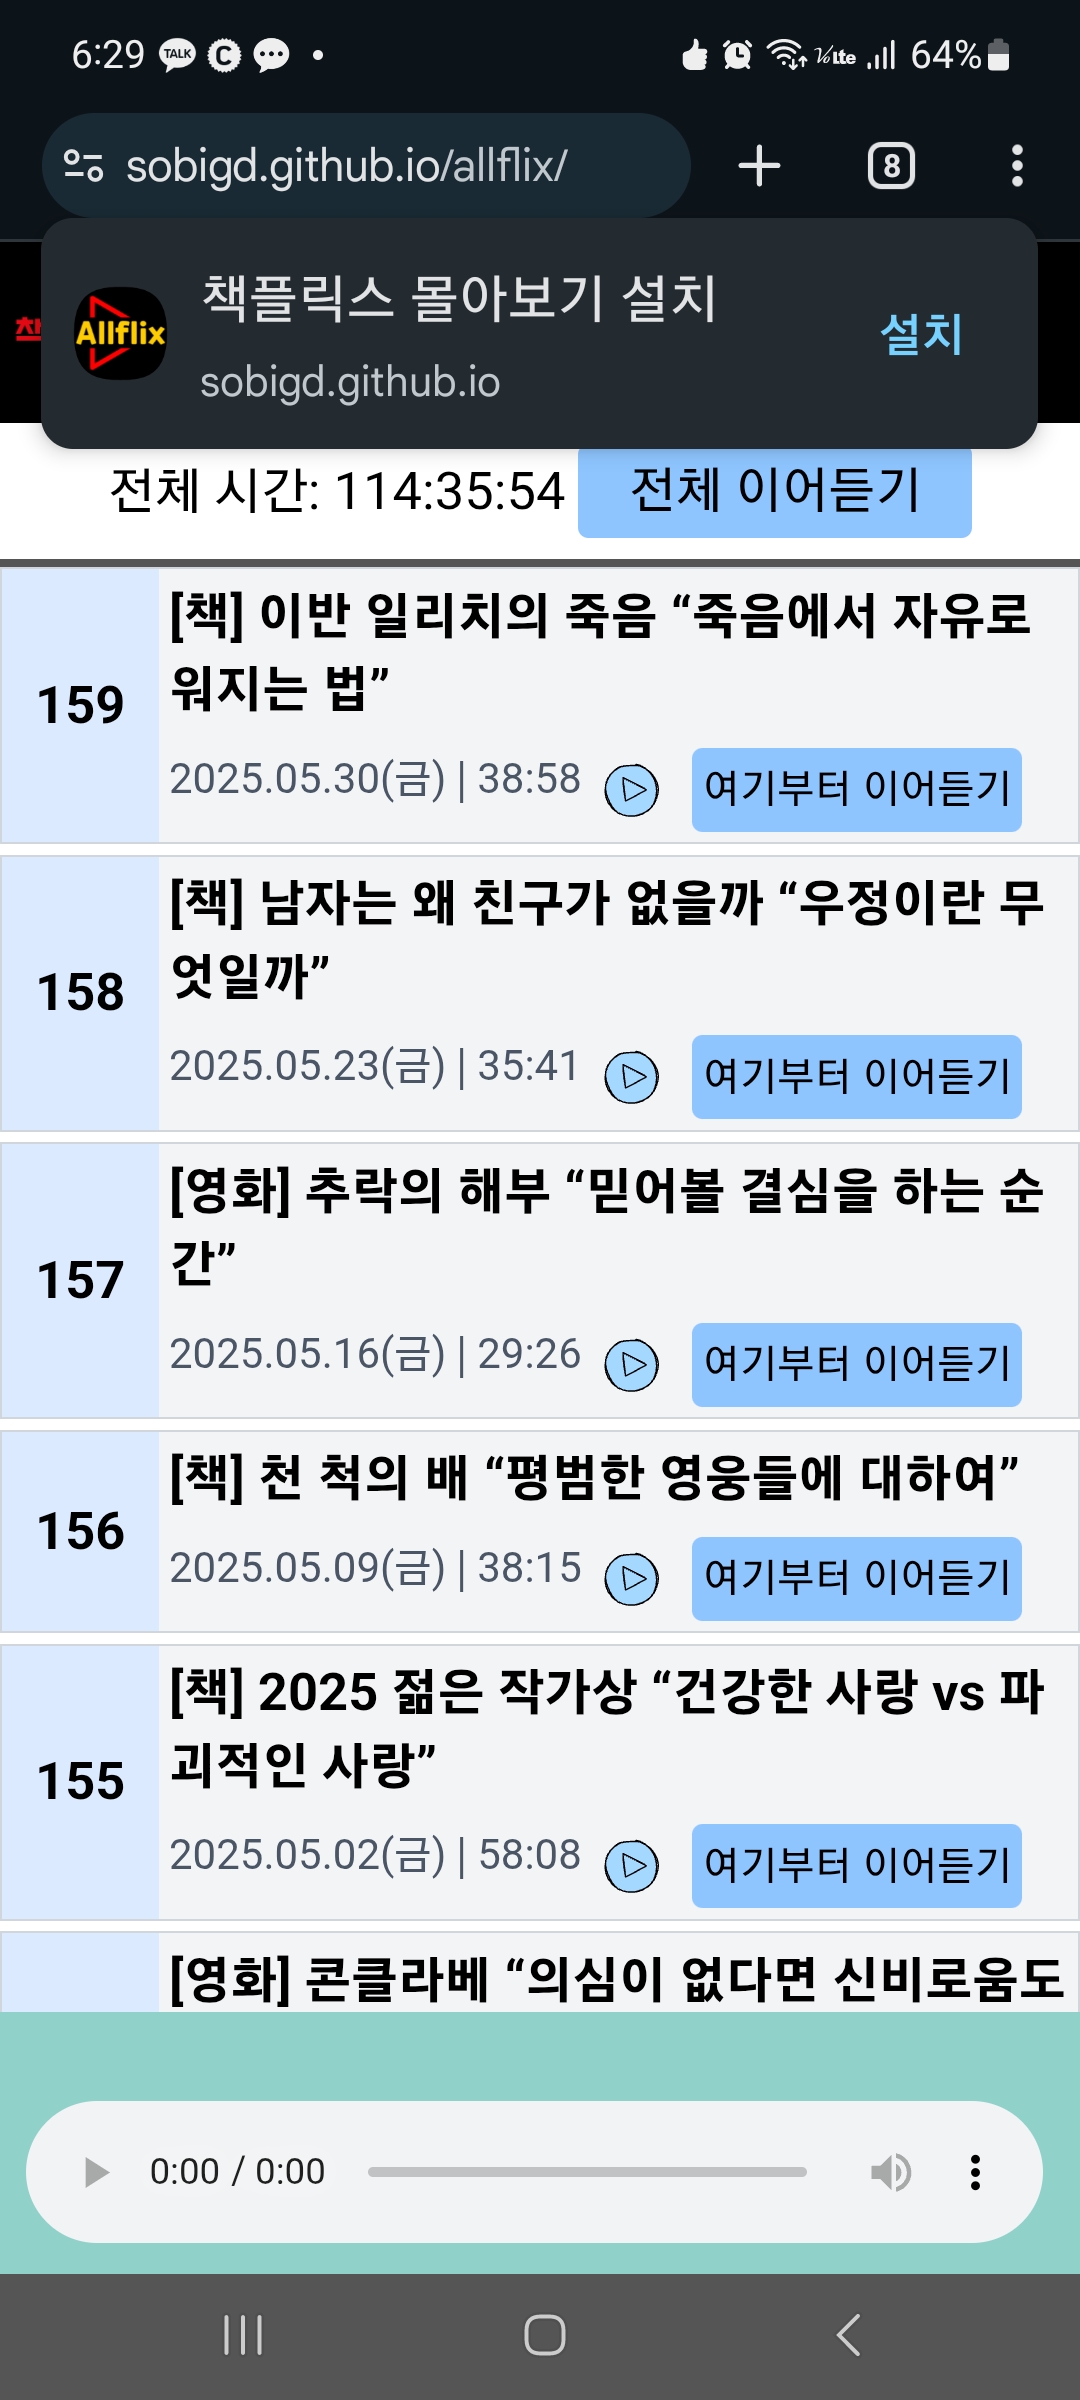 6:29 TALK C 64%
sobigd.github.io/allflix/
8
책플릭스 몰아보기 설치
Allflix
설치
sobigd.github.io
전체 시간: 114:35:54 전체 이어듣기
159
[책] 이반 일리치의 죽음 “죽음에서 자유로
워지는 법”
2025.05.30(금) | 38:58 여기부터 이어듣기
158
[책] 남자는 왜 친구가 없을까 “우정이란 무
엇일까”
2025.05.23(금) | 35:41 여기부터 이어듣기
157
[영화] 추락의 해부 “믿어볼 결심을 하는 순
간”
2025.05.16(금) | 29:26 여기부터 이어듣기
156
[책] 천 척의 배 “평범한 영웅들에 대하여”
2025.05.09(금) | 38:15 여기부터 이어듣기
155
[책] 2025 젊은 작가상 “건강한 사랑 vs 파
괴적인 사랑”
2025.05.02(금) | 58:08 여기부터 이어듣기
[영화] 콘클라베 “의심이 없다면 신비로움도
0:00 / 0:00